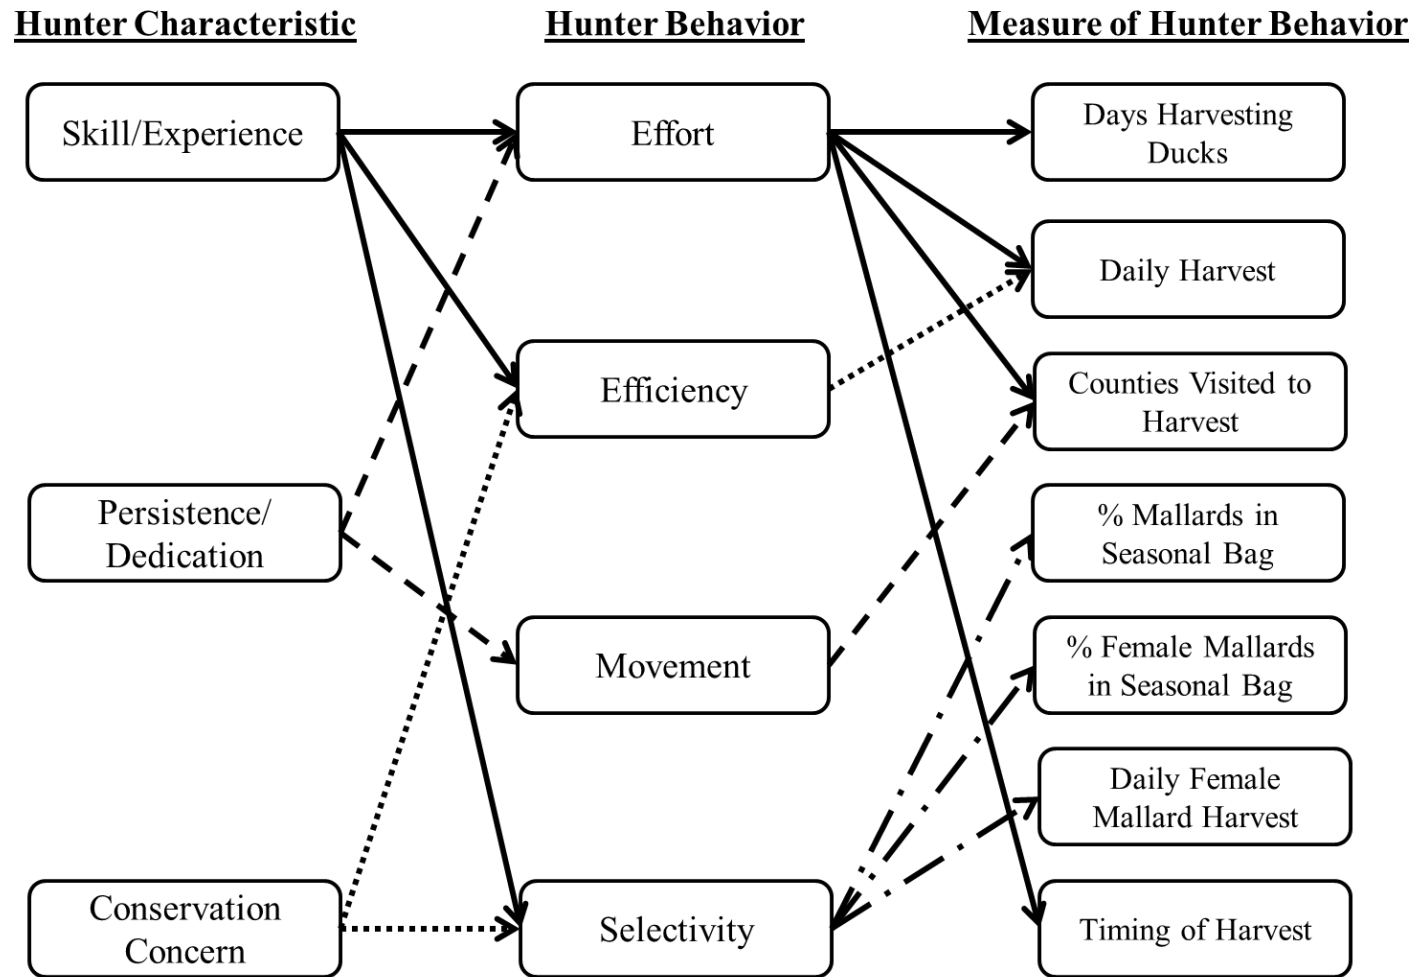 Hunter Characteristic
Hunter Behavior
Measure of Hunter Behavior
Skill/Experience
Persistence/
Dedication
Conservation
Concern
Effort
Efficiency
Movement
Selectivity
Days Harvesting
Ducks
Daily Harvest
Counties Visited to
Harvest
% Mallards in
Seasonal Bag
% Female Mallards
in Seasonal Bag
Daily Female
Mallard Harvest
Timing of Harvest